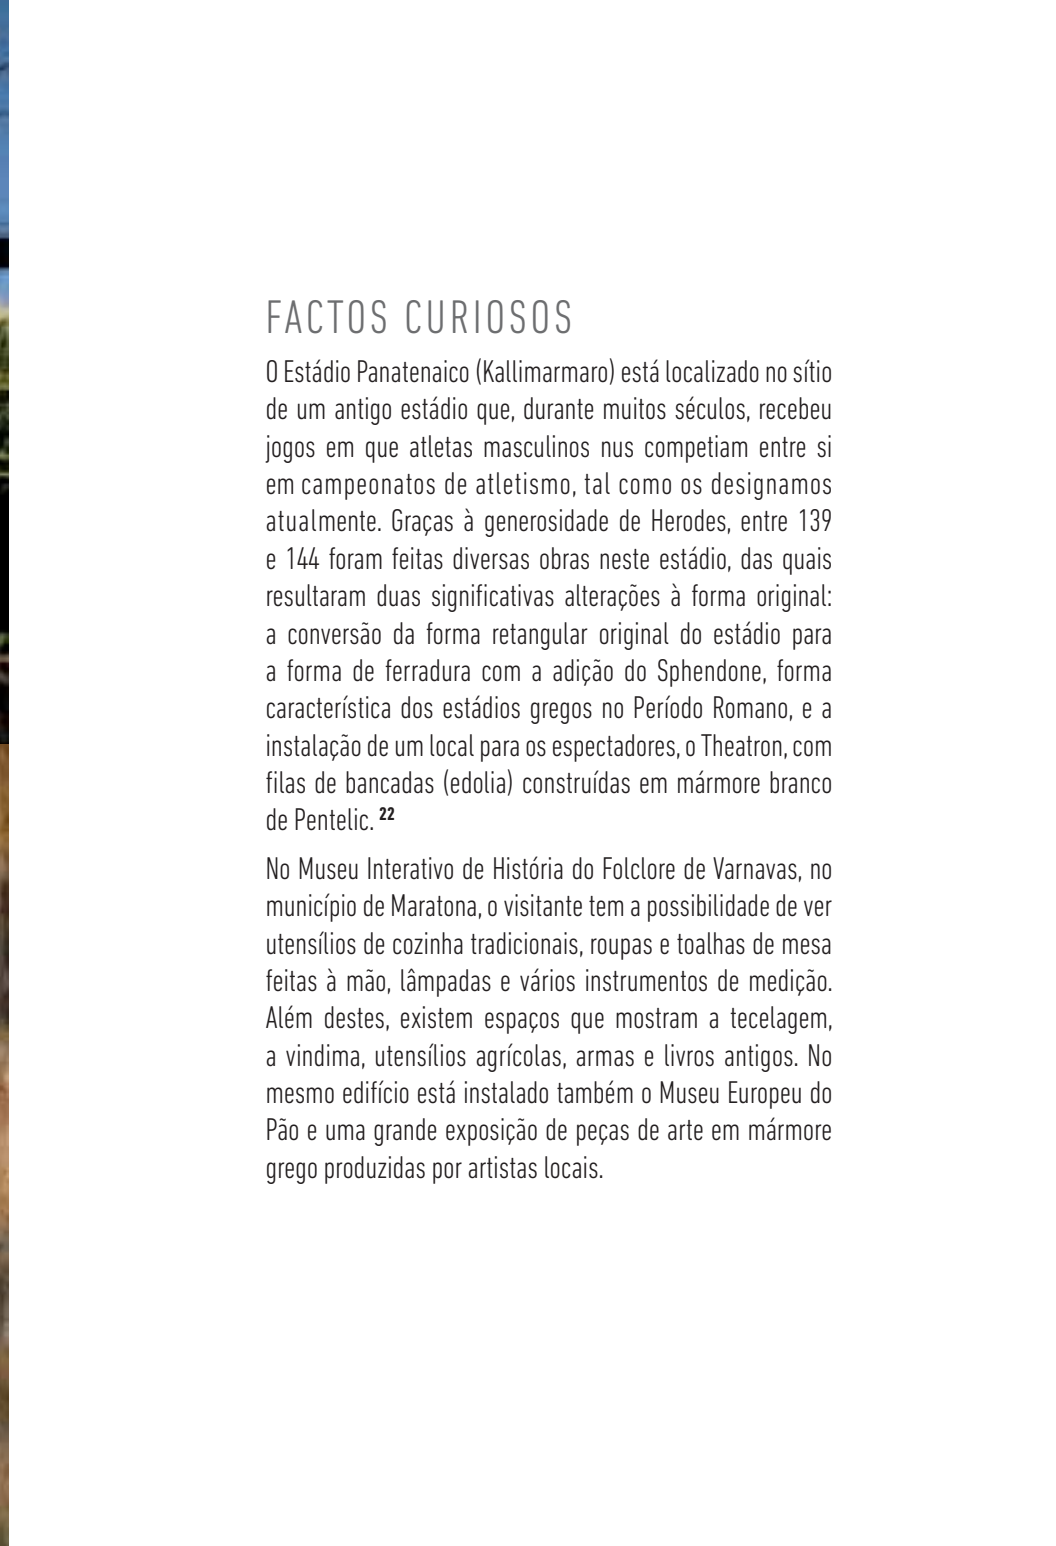 FACTOS CURIOSOS
O Estádio Panatenaico (Kallimarmaro) está localizado no sítio
de um antigo estádio que, durante muitos séculos, recebeu
jogos em que atletas masculinos nus competiam entre si
em campeonatos de atletismo, tal como os designamos
atualmente. Graças à generosidade de Herodes, entre 139
e 144 foram feitas diversas obras neste estádio, das quais
resultaram duas significativas alterações à forma original:
a conversão da forma retangular original do estádio para
a forma de ferradura com a adição do Sphendone, forma
característica dos estádios gregos no Período Romano, e a
instalação de um local para os espectadores, o Theatron, com
filas de bancadas (edolia) construídas em mármore branco
de Pentelic. 22
No Museu Interativo de História do Folclore de Varnavas, no
município de Maratona, o visitante tem a possibilidade de ver
utensílios de cozinha tradicionais, roupas e toalhas de mesa
feitas à mão, lâmpadas e vários instrumentos de medição.
Além destes, existem espaços que mostram a tecelagem,
a vindima, utensílios agrícolas, armas e livros antigos. No
mesmo edifício está instalado também o Museu Europeu do
Pão e uma grande exposição de peças de arte em mármore
grego produzidas por artistas locais.